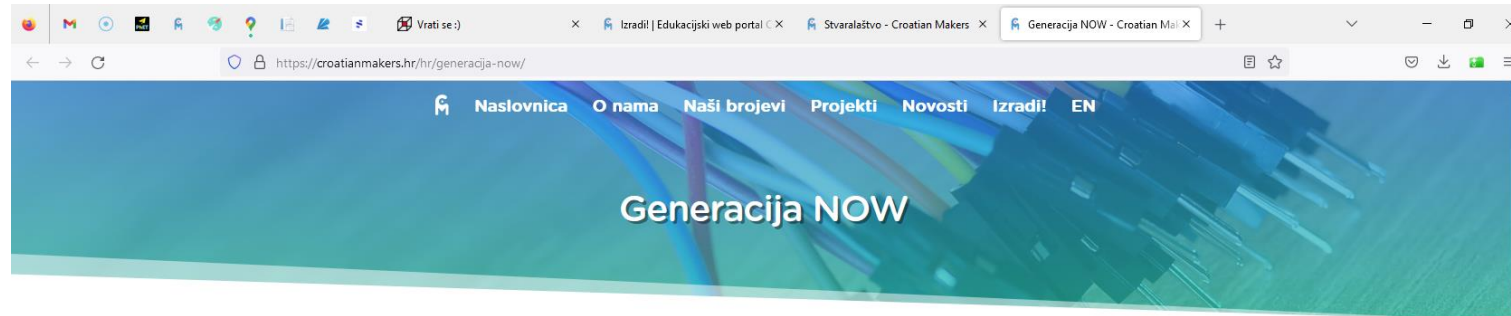 Vrati se :)
Izradi! | Edukacijski web portal C
Stvaralaštvo - Croatian Makers
Generacija NOW - Croatian Mak
https://croatianmakers.hr/hr/generacija-now/
Naslovnica O nama Naši brojevi Projekti Novosti Izradi! EN
Generacija NOW